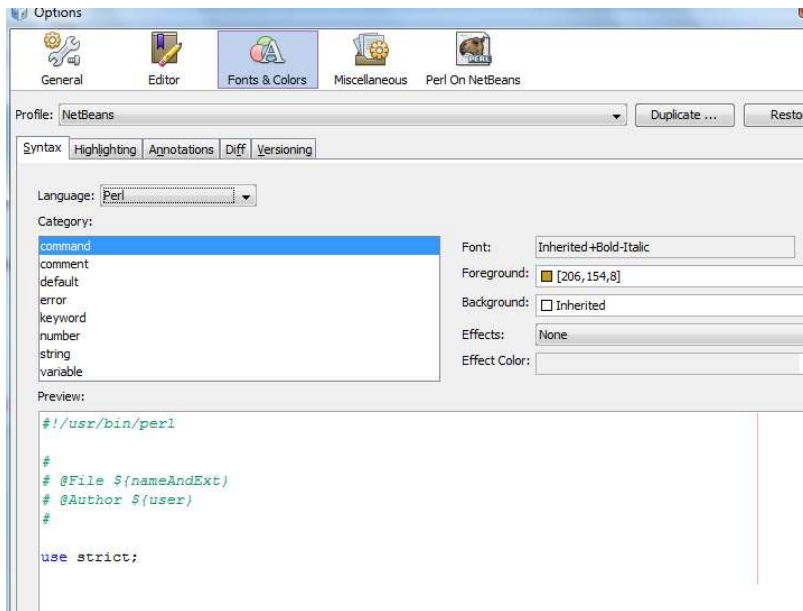 Options
General Editor Fonts & Colors Miscellaneous Perl On NetBeans
Profile: NetBeans Duplicate ... Resto
Syntax Highlighting Annotations Diff Versioning
Language: Perl
Category:
command
comment
default
error
keyword
number
string
variable
Font: Inherited+Bold-Italic
Foreground: [206,154,8]
Background: Inherited
Effects: None
Effect Color:
Preview:
#!/usr/bin/perl
#
# @File ${nameAndExt}
# @Author ${user}
#
use strict;